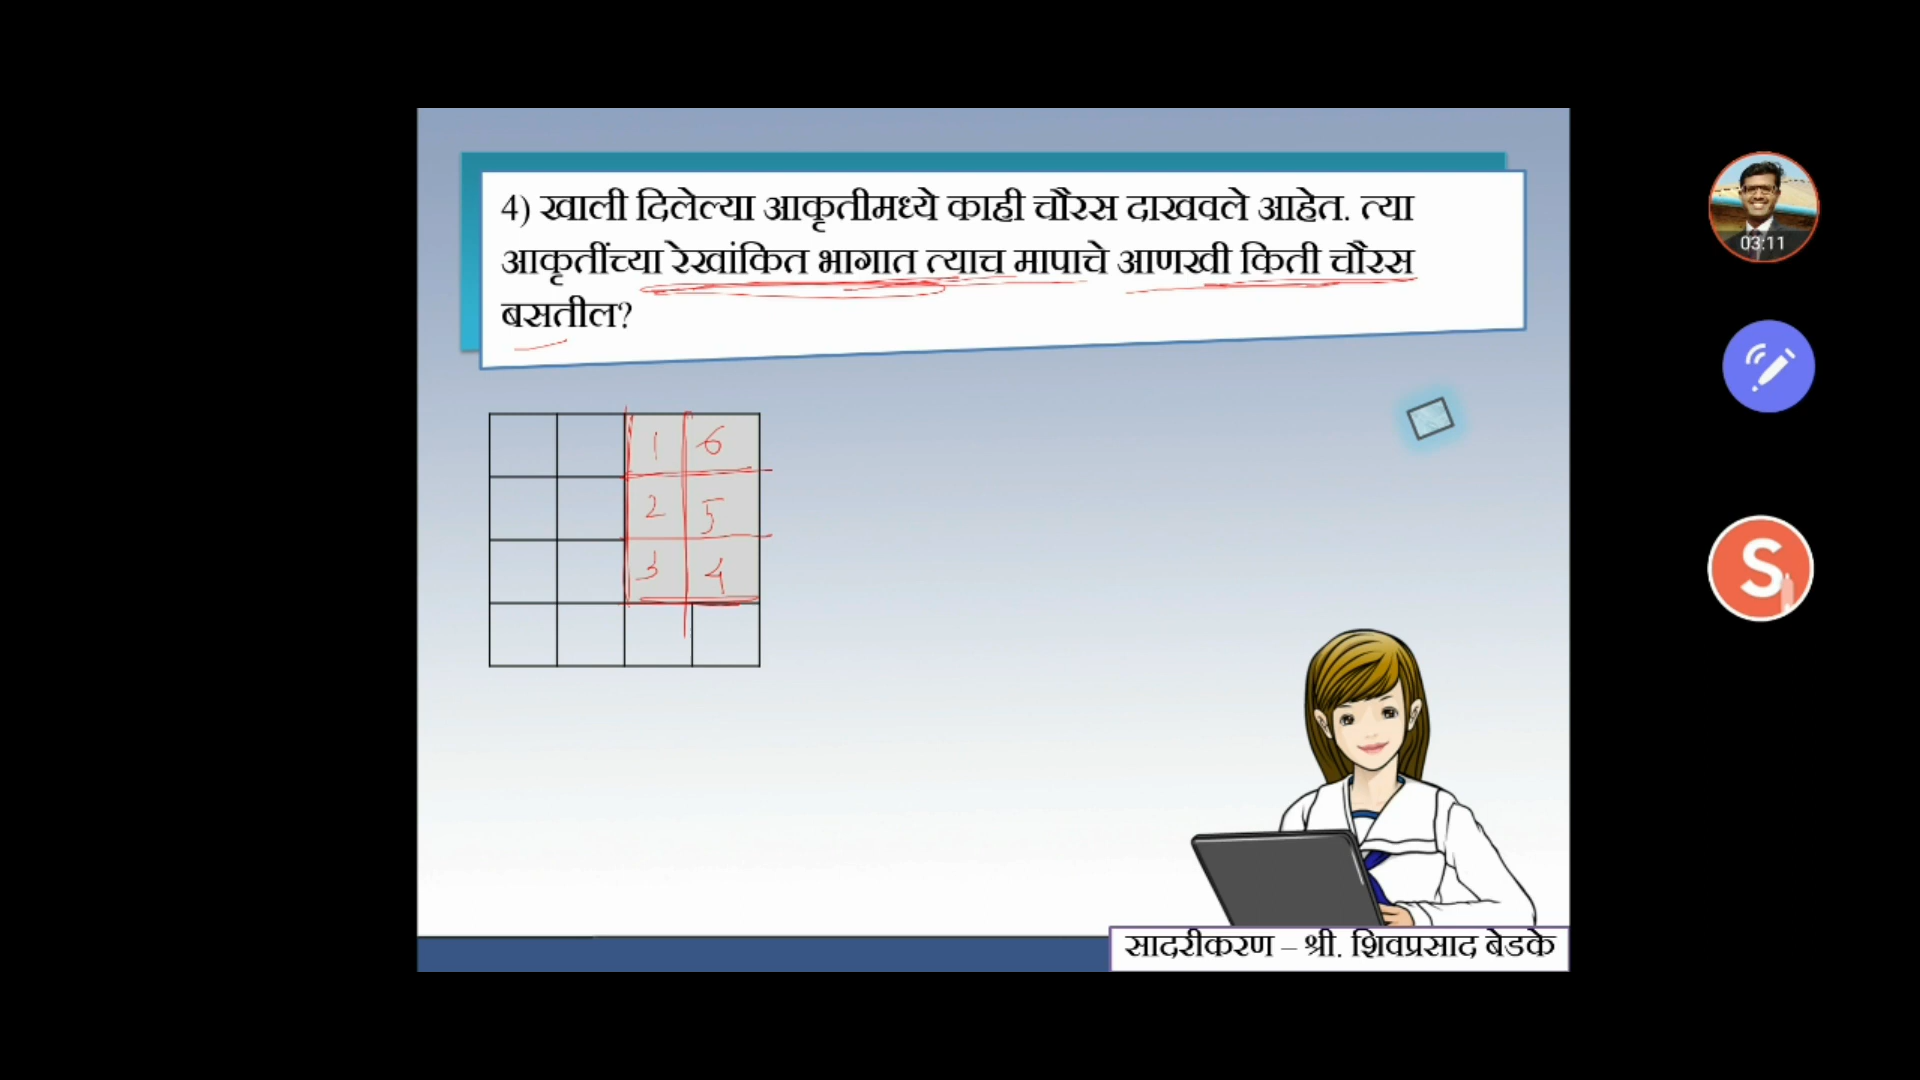 4) खाली दिलेल्या आकृतीमध्ये काही चौरस दाखवले आहेत. त्या
आकृतींच्या रेखांकित भागात त्याच मापाचे आणखी किती चौरस
बसतील?
03:11
1 6
2 5
3 4
S
सादरीकरण – श्री. शिवप्रसाद बेडके